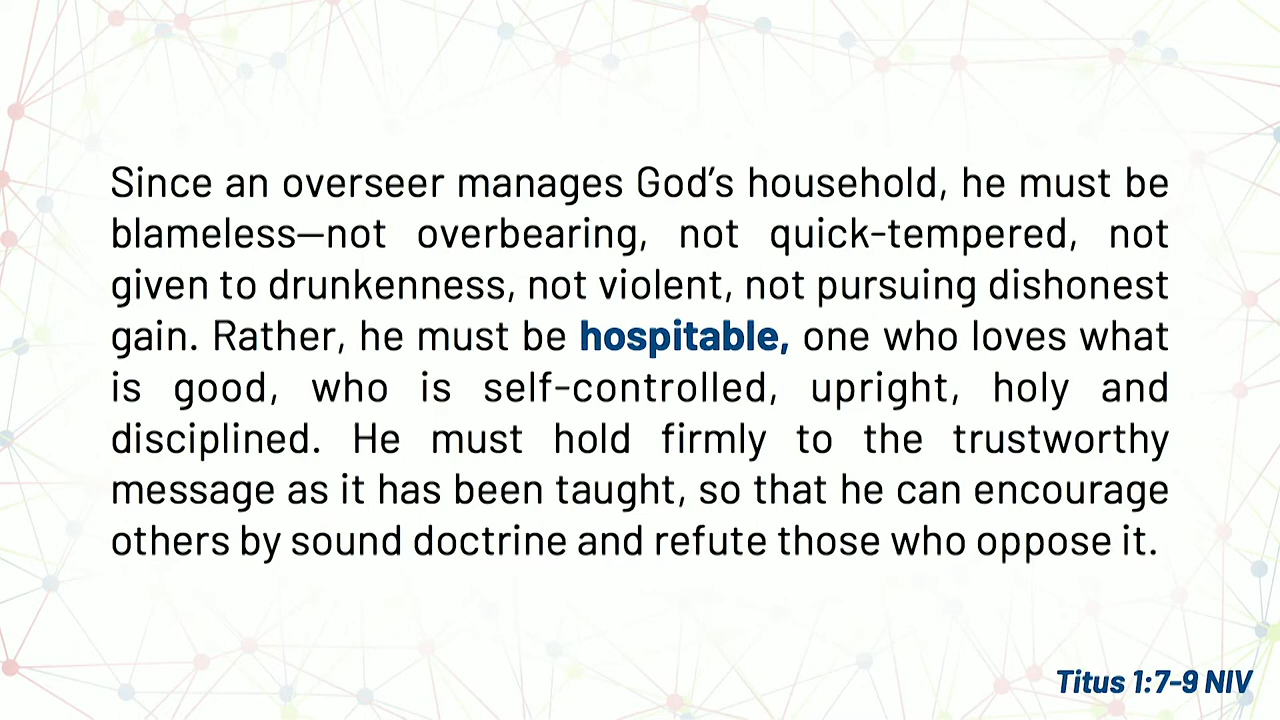 Since an overseer manages God’s household, he must be
blameless—not overbearing, not quick-tempered, not
given to drunkenness, not violent, not pursuing dishonest
gain. Rather, he must be hospitable, one who loves what
is good, who is self-controlled, upright, holy and
disciplined. He must hold firmly to the trustworthy
message as it has been taught, so that he can encourage
others by sound doctrine and refute those who oppose it.
Titus 1:7-9 NIV